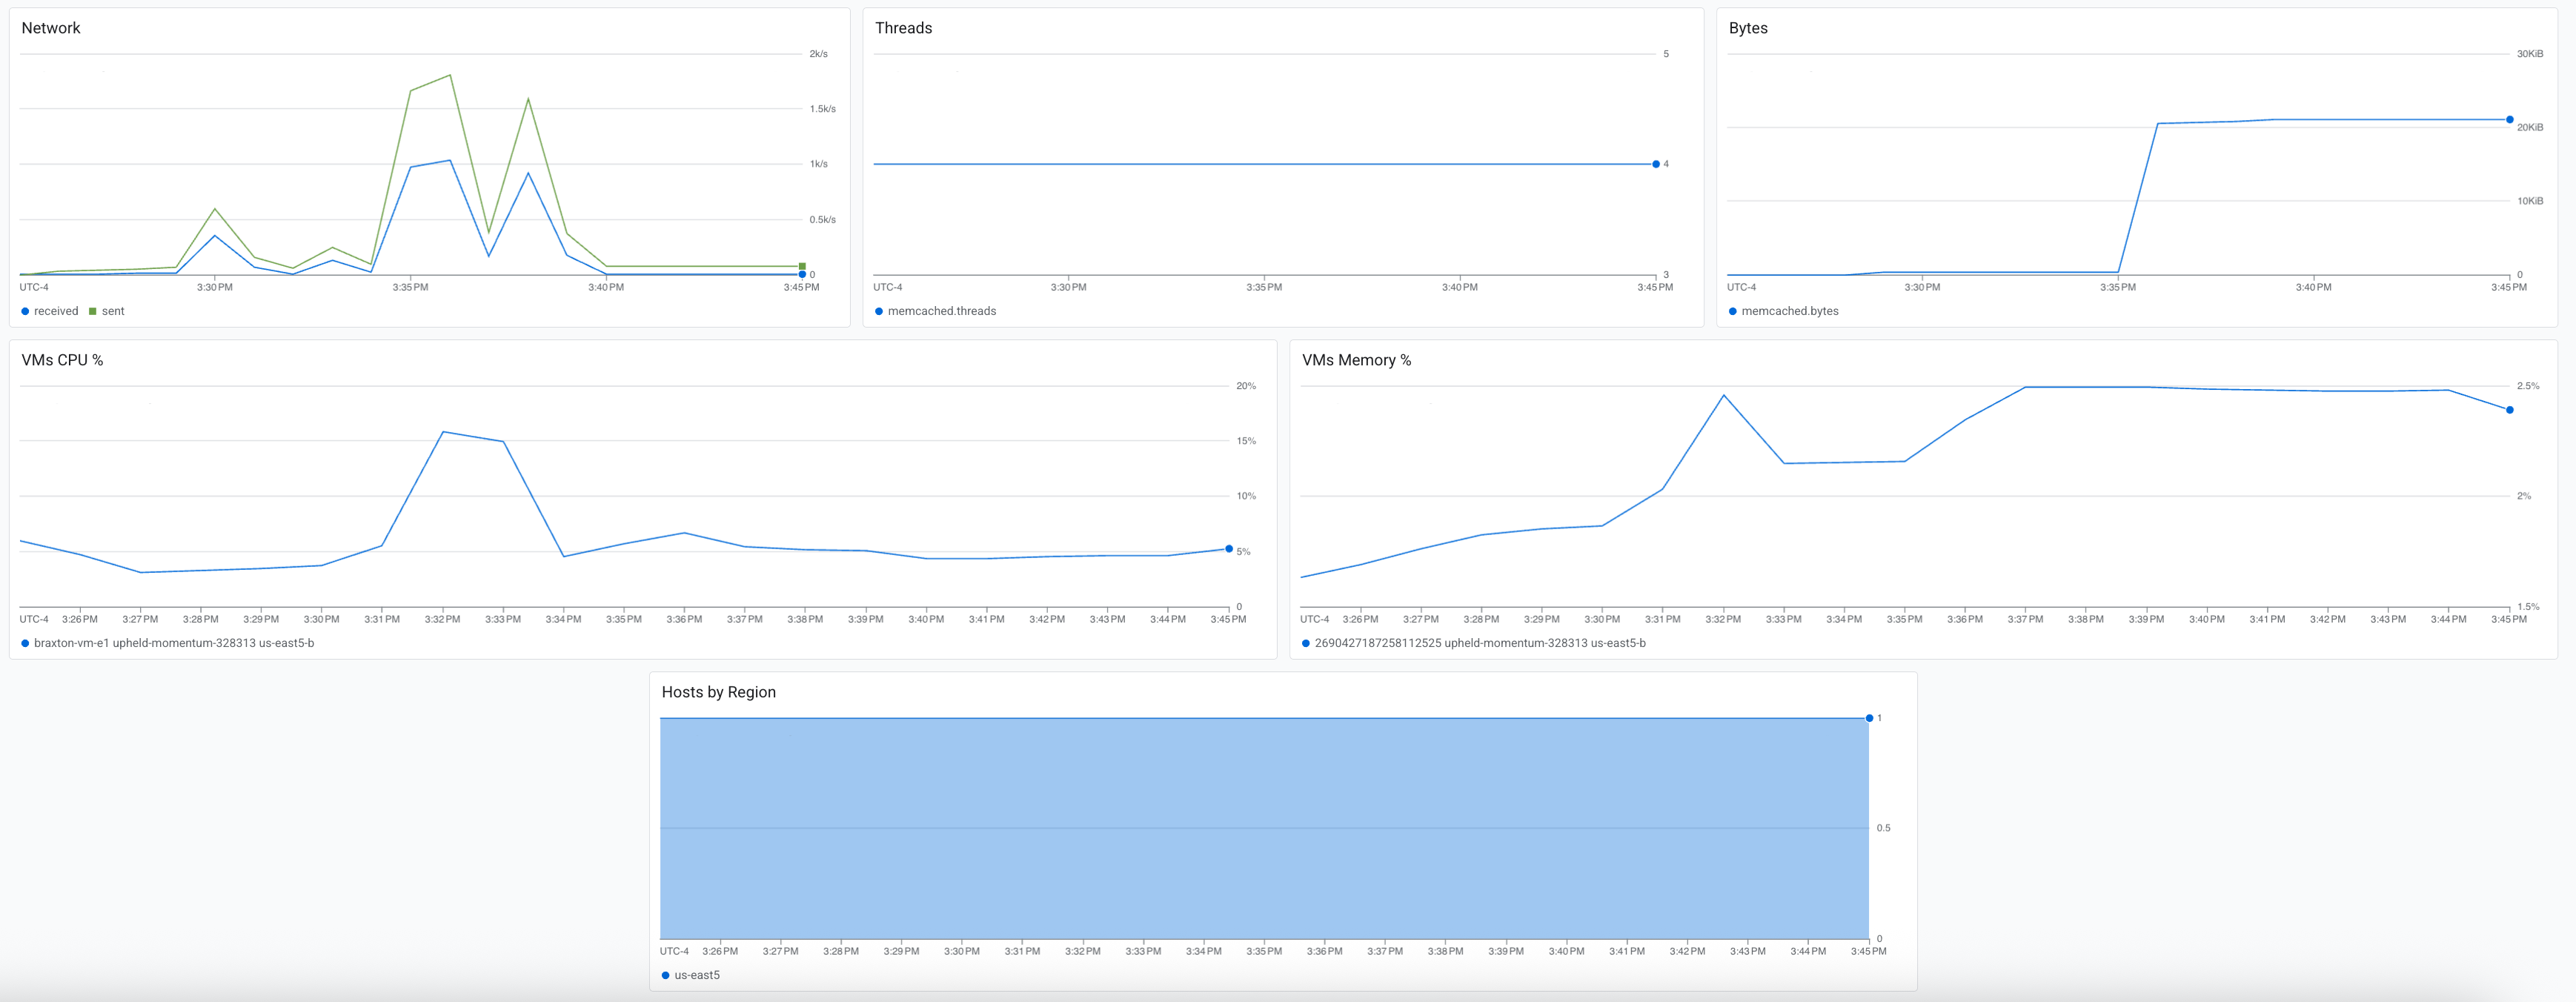 Network
2k/s
1.5k/s
1k/s
0.5k/s
0
UTC-4 3:30 PM 3:35 PM 3:40 PM 3:45 PM
received sent
Threads
5
4
3
UTC-4 3:30 PM 3:35 PM 3:40 PM 3:45 PM
memcached.threads
Bytes
30KiB
20KiB
10KiB
0
UTC-4 3:30 PM 3:35 PM 3:40 PM 3:45 PM
memcached.bytes
VMs CPU %
20%
15%
10%
5%
0
UTC-4 3:26 PM 3:27 PM 3:28 PM 3:29 PM 3:30 PM 3:31 PM 3:32 PM 3:33 PM 3:34 PM 3:35 PM 3:36 PM 3:37 PM 3:38 PM 3:39 PM 3:40 PM 3:41 PM 3:42 PM 3:43 PM 3:44 PM 3:45 PM
braxton-vm-e1 upheld-momentum-328313 us-east5-b
VMs Memory %
2.5%
2%
1.5%
UTC-4 3:26 PM 3:27 PM 3:28 PM 3:29 PM 3:30 PM 3:31 PM 3:32 PM 3:33 PM 3:34 PM 3:35 PM 3:36 PM 3:37 PM 3:38 PM 3:39 PM 3:40 PM 3:41 PM 3:42 PM 3:43 PM 3:44 PM 3:45 PM
2690427187258112525 upheld-momentum-328313 us-east5-b
Hosts by Region
1
0.5
0
UTC-4 3:26 PM 3:27 PM 3:28 PM 3:29 PM 3:30 PM 3:31 PM 3:32 PM 3:33 PM 3:34 PM 3:35 PM 3:36 PM 3:37 PM 3:38 PM 3:39 PM 3:40 PM 3:41 PM 3:42 PM 3:43 PM 3:44 PM 3:45 PM
us-east5